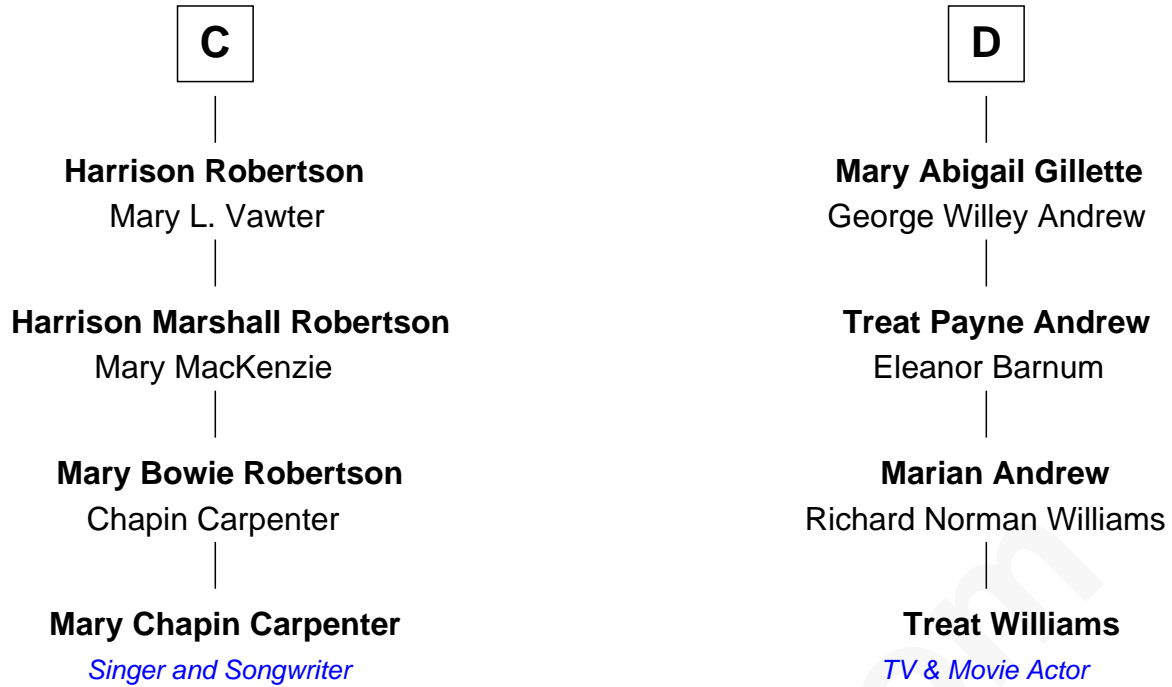 C
Harrison Robertson
Mary L. Vawter
Harrison Marshall Robertson
Mary MacKenzie
Mary Bowie Robertson
Chapin Carpenter
Mary Chapin Carpenter
Singer and Songwriter
D
Mary Abigail Gillette
George Willey Andrew
Treat Payne Andrew
Eleanor Barnum
Marian Andrew
Richard Norman Williams
Treat Williams
TV & Movie Actor